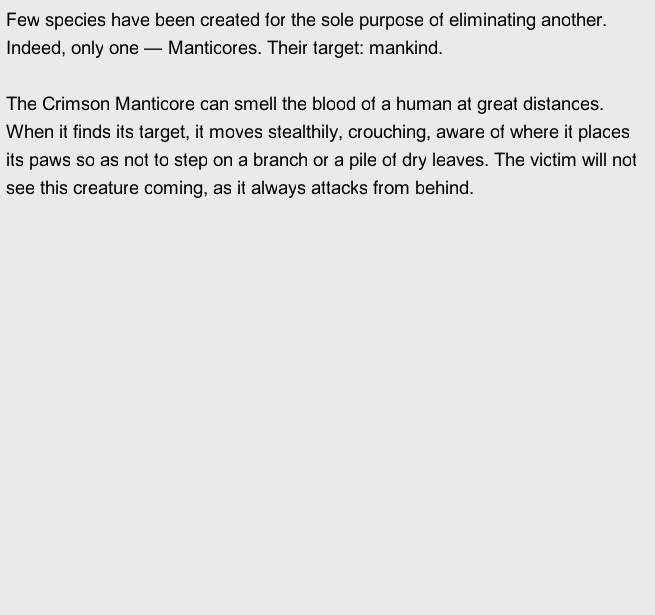 Few species have been created for the sole purpose of eliminating another.
Indeed, only one — Manticores. Their target: mankind.

The Crimson Manticore can smell the blood of a human at great distances.
When it finds its target, it moves stealthily, crouching, aware of where it places
its paws so as not to step on a branch or a pile of dry leaves. The victim will not
see this creature coming, as it always attacks from behind.